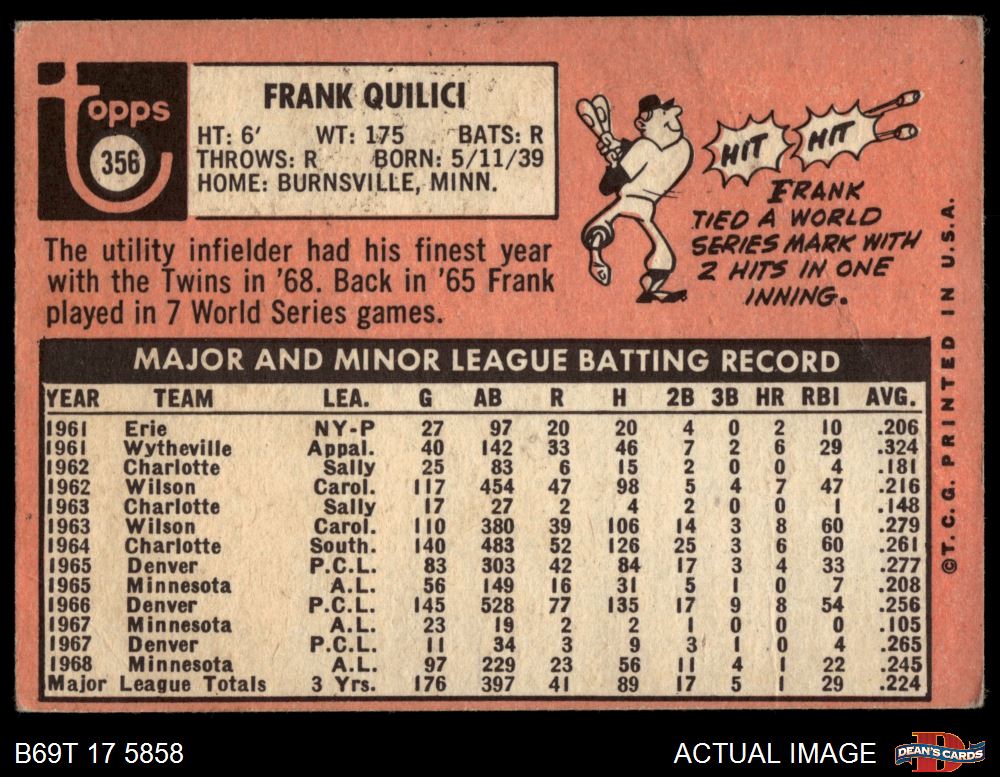 Topps
356
FRANK QUILICI
HT: 6' WT: 175 BATS: R
THROWS: R BORN: 5/11/39
HOME: BURNSVILLE, MINN.
The utility infielder had his finest year
with the Twins in '68. Back in '65 Frank
played in 7 World Series games.
HIT HIT
FRANK
TIED A WORLD
SERIES MARK WITH
2 HITS IN ONE
INNING.
MAJOR AND MINOR LEAGUE BATTING RECORD
YEAR TEAM LEA. G AB R H 2B 3B HR RBI AVG.
1961 Erie NY-P 27 97 20 20 4 0 2 10 .206
1961 Wytheville Appal. 40 142 33 46 7 2 6 29 .324
1962 Charlotte Sally 25 83 6 15 2 0 0 4 .181
1962 Wilson Carol. 117 454 47 98 5 4 7 47 .216
1963 Charlotte Sally 17 27 2 4 2 0 0 1 .148
1963 Wilson Carol. 110 380 39 106 14 3 8 60 .279
1964 Charlotte South. 140 483 52 126 25 3 6 60 .261
1965 Denver P.C.L. 83 303 42 84 17 3 4 33 .277
1965 Minnesota A.L. 56 149 16 31 5 1 0 7 .208
1966 Denver P.C.L. 145 528 77 135 17 9 8 54 .256
1967 Minnesota A.L. 23 19 2 2 1 0 0 0 .105
1967 Denver P.C.L. 11 34 3 9 3 1 0 4 .265
1968 Minnesota A.L. 97 229 23 56 11 4 1 22 .245
Major League Totals 3 Yrs. 176 397 41 89 17 5 1 29 .224
©T.C.G. PRINTED IN U.S.A.
B69T 17 5858
ACTUAL IMAGE
D
DEAN'S CARDS